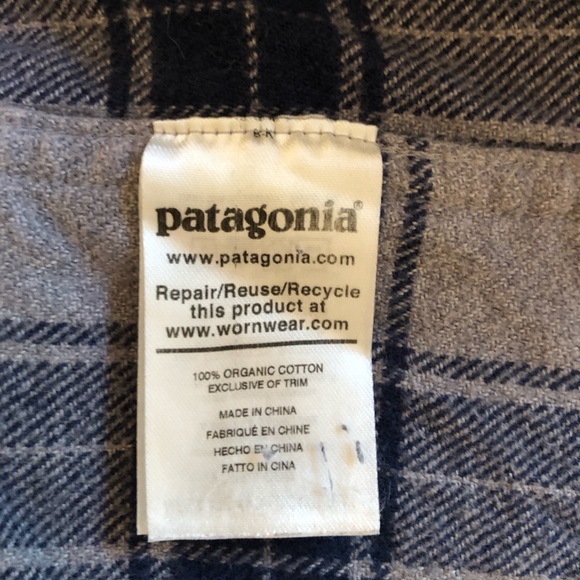 patagonia®
www.patagonia.com
Repair/Reuse/Recycle
this product at
www.wornwear.com
100% ORGANIC COTTON
EXCLUSIVE OF TRIM
MADE IN CHINA
FABRIQUÉ EN CHINE
HECHO EN CHINA
FATTO IN CINA